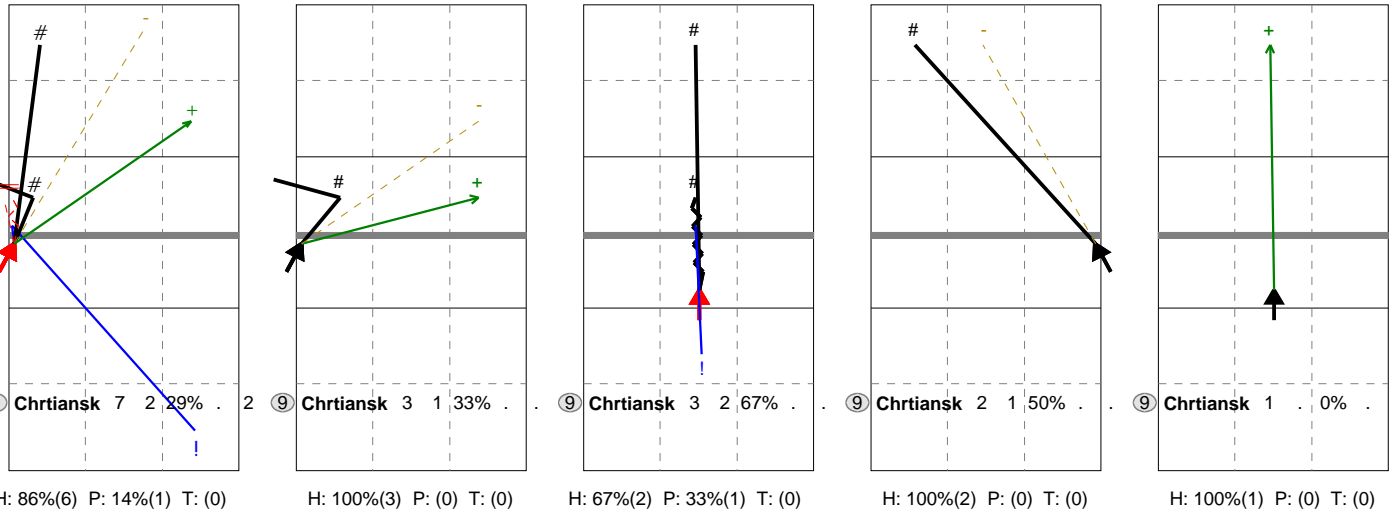 # - # - # # - +
+ - # + #
9 Chrtiansk 7 2 29% . 2 9 Chrtiansk 3 1 33% . . 9 Chrtiansk 3 2 67% . . 9 Chrtiansk 2 1 50% . . 9 Chrtiansk 1 . 0% .
! !
H: 86%(6) P: 14%(1) T: (0) H: 100%(3) P: (0) T: (0) H: 67%(2) P: 33%(1) T: (0) H: 100%(2) P: (0) T: (0) H: 100%(1) P: (0) T: (0)